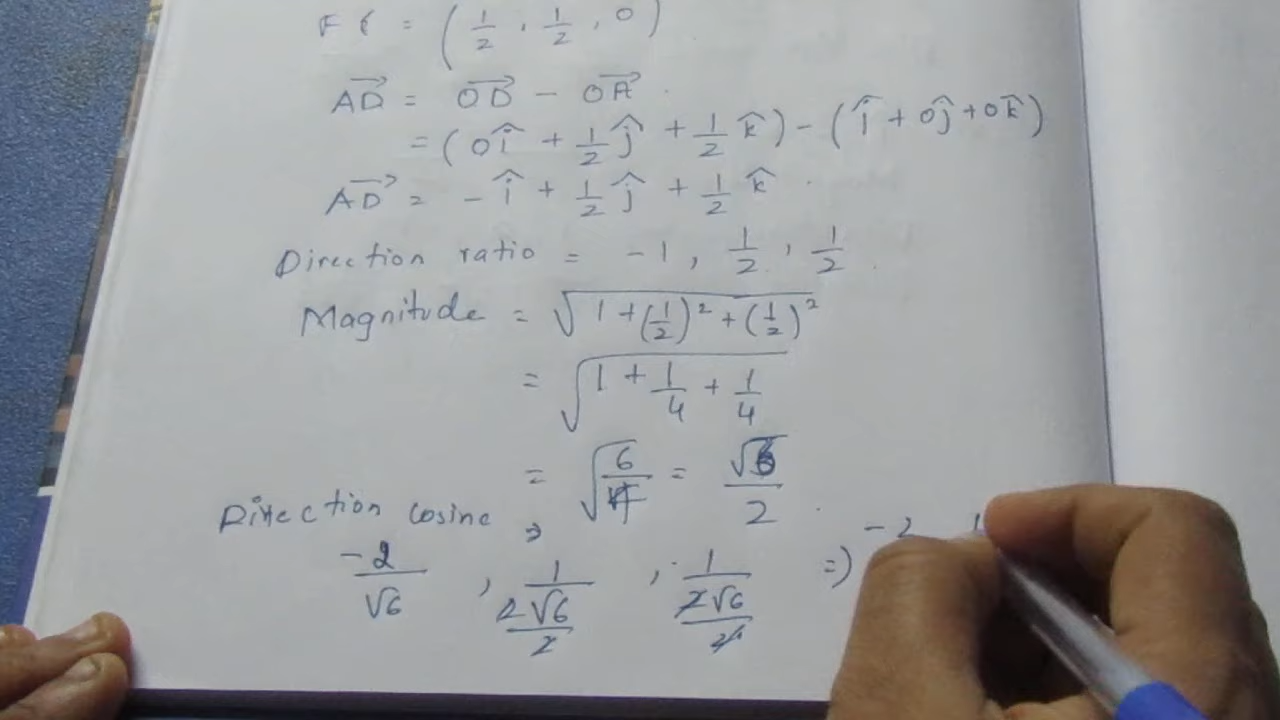 = (1/2, 1/2, 0)
AD→ = OD→ − OA→
= (0î + 1/2 ĵ + 1/2 k̂) − (î + 0ĵ + 0k̂)
AD→ = −î + 1/2 ĵ + 1/2 k̂
Direction ratio = −1, 1/2, 1/2
Magnitude = √(1 + (1/2)² + (1/2)²)
= √(1 + 1/4 + 1/4)
= √(6/4) = √6/2
Direction cosine ⇒
−2/√6, 1/(2√6/2), 1/(2√6/2) ⇒ −2